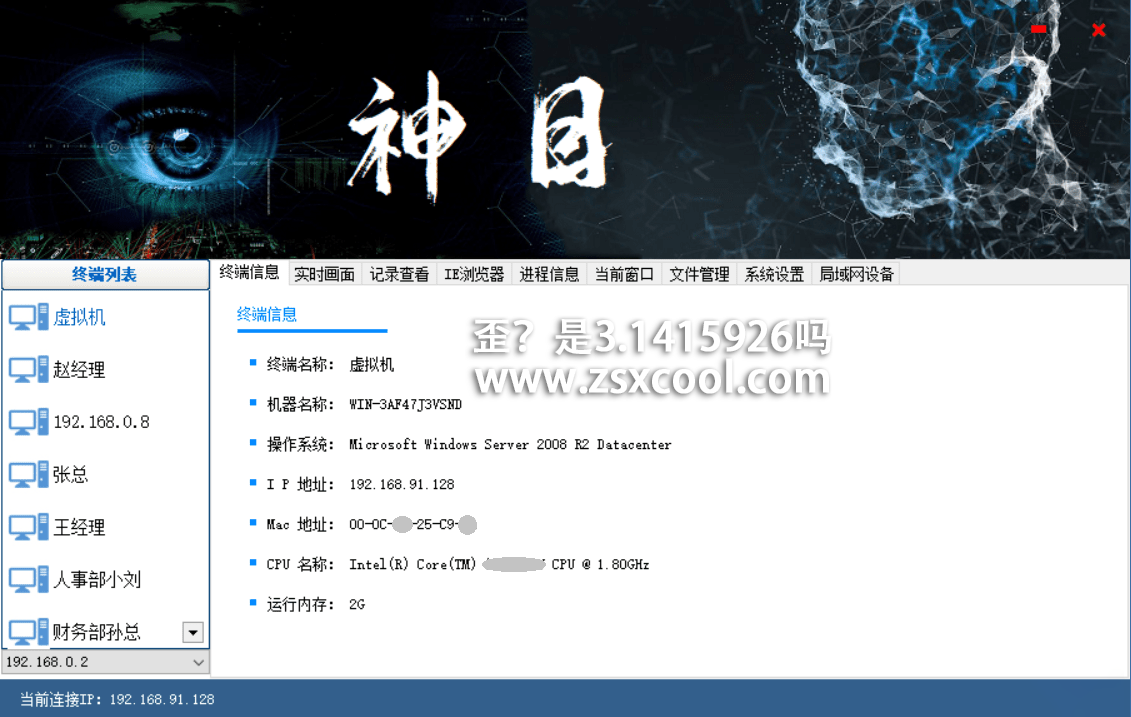 神目
终端列表
终端信息 实时画面 记录查看 IE浏览器 进程信息 当前窗口 文件管理 系统设置 局域网设备
虚拟机
赵经理
192.168.0.8
张总
王经理
人事部小刘
财务部孙总
192.168.0.2
终端信息
歪？是3.1415926吗
www.zsxcool.com
终端名称： 虚拟机
机器名称： WIN-3AF47J3VSND
操作系统： Microsoft Windows Server 2008 R2 Datacenter
I P 地址： 192.168.91.128
Mac 地址： 00-0C- -25-C9-
CPU 名称： Intel(R) Core(TM) CPU @ 1.80GHz
运行内存： 2G
当前连接IP：192.168.91.128